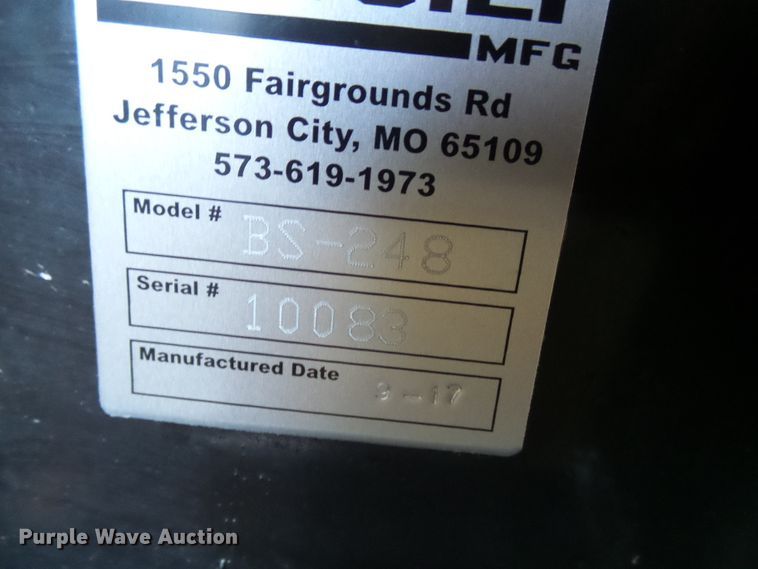 MFG
1550 Fairgrounds Rd
Jefferson City, MO 65109
573-619-1973
Model # BS-248
Serial # 10083
Manufactured Date 3-17
Purple Wave Auction